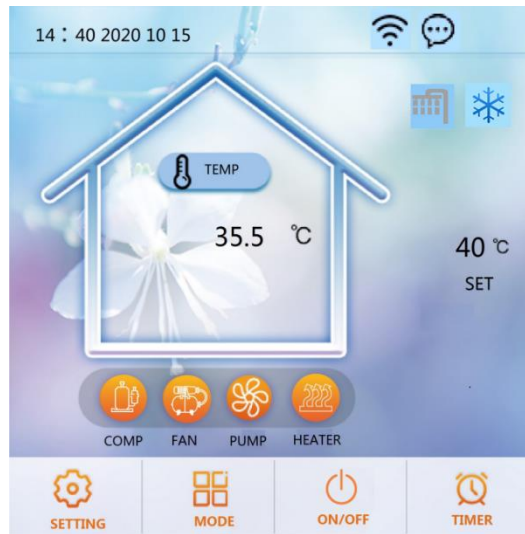 14：40 2020 10 15
TEMP
35.5 ℃
40 ℃
SET
COMP FAN PUMP HEATER
SETTING MODE ON/OFF TIMER